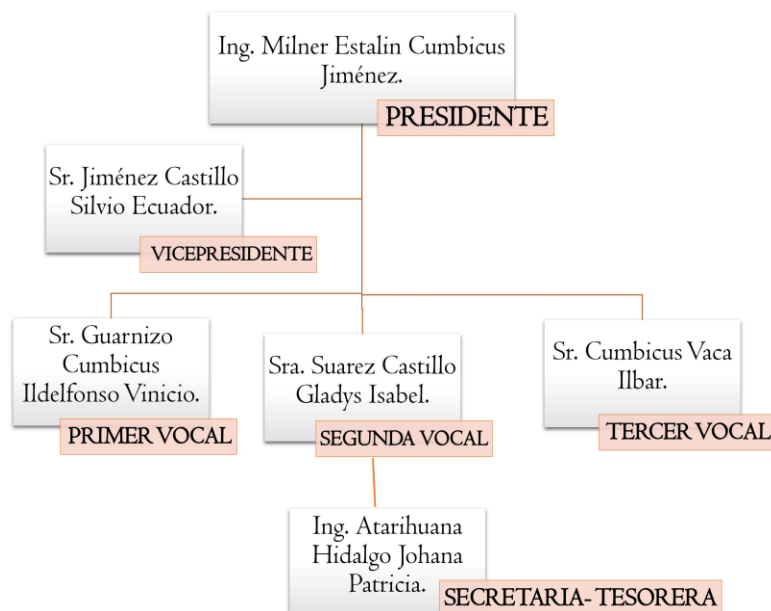 Ing. Milner Estalin Cumbicus
Jiménez.
PRESIDENTE
Sr. Jiménez Castillo
Silvio Ecuador.
VICEPRESIDENTE
Sr. Guarnizo
Cumbicus
Ildelfonso Vinicio.
PRIMER VOCAL
Sra. Suarez Castillo
Gladys Isabel.
SEGUNDA VOCAL
Sr. Cumbicus Vaca
Ilbar.
TERCER VOCAL
Ing. Atarihuana
Hidalgo Johana
Patricia.
SECRETARIA- TESORERA